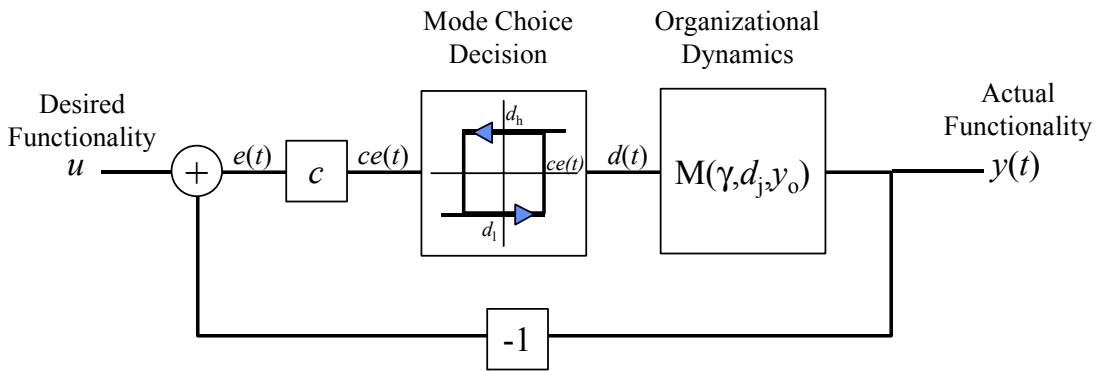 Mode Choice
Decision
Organizational
Dynamics
Desired
Functionality
u
Actual
Functionality
y(t)
+
e(t)
c
ce(t)
dh
ce(t)
dl
d(t)
M(γ,dj,yo)
-1